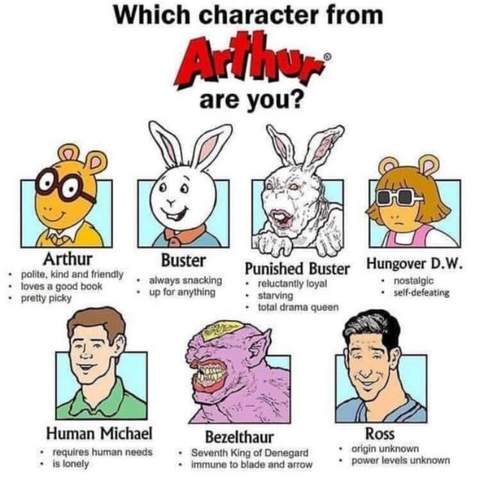 Which character from
Arthur®
are you?
Arthur
• polite, kind and friendly
• loves a good book
• pretty picky
Buster
• always snacking
• up for anything
Punished Buster
• reluctantly loyal
• starving
• total drama queen
Hungover D.W.
• nostalgic
• self-defeating
Human Michael
• requires human needs
• is lonely
Bezelthaur
• Seventh King of Denegard
• immune to blade and arrow
Ross
• origin unknown
• power levels unknown